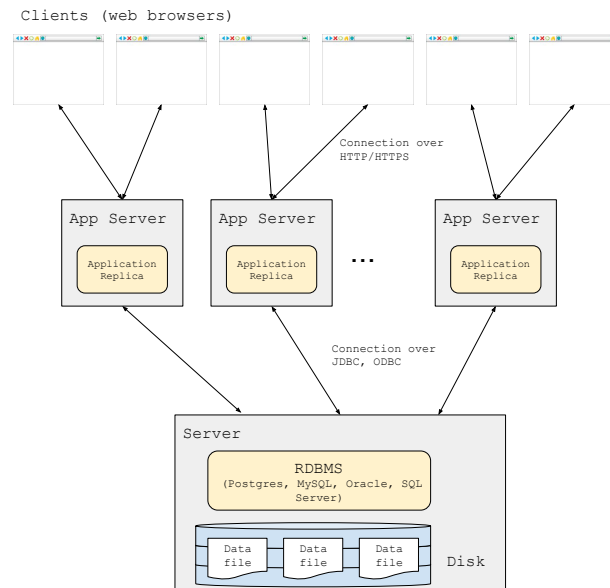 Clients (web browsers)
Connection over
HTTP/HTTPS
App Server
App Server
App Server
Application
Replica
Application
Replica
...
Application
Replica
Connection over
JDBC, ODBC
Server
RDBMS
(Postgres, MySQL, Oracle, SQL
Server)
Data
file
Data
file
Data
file
Disk